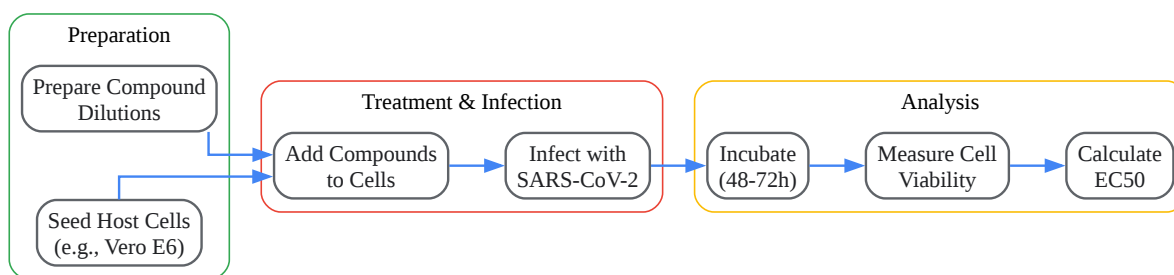 Preparation
Prepare Compound
Dilutions
Seed Host Cells
(e.g., Vero E6)
Treatment & Infection
Add Compounds
to Cells
Infect with
SARS-CoV-2
Analysis
Incubate
(48-72h)
Measure Cell
Viability
Calculate
EC50